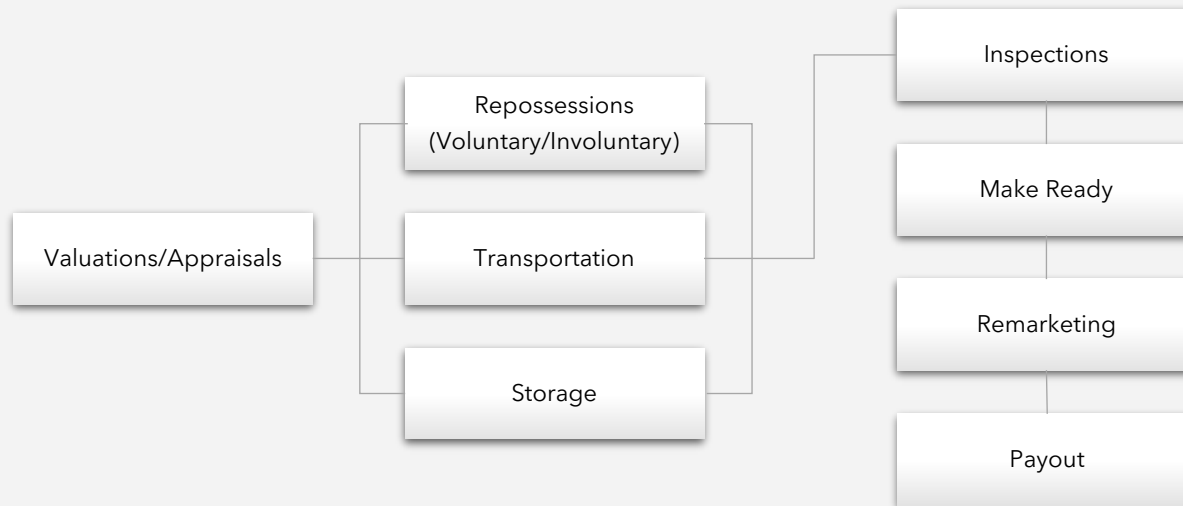 Valuations/Appraisals
Repossessions
(Voluntary/Involuntary)
Transportation
Storage
Inspections
Make Ready
Remarketing
Payout